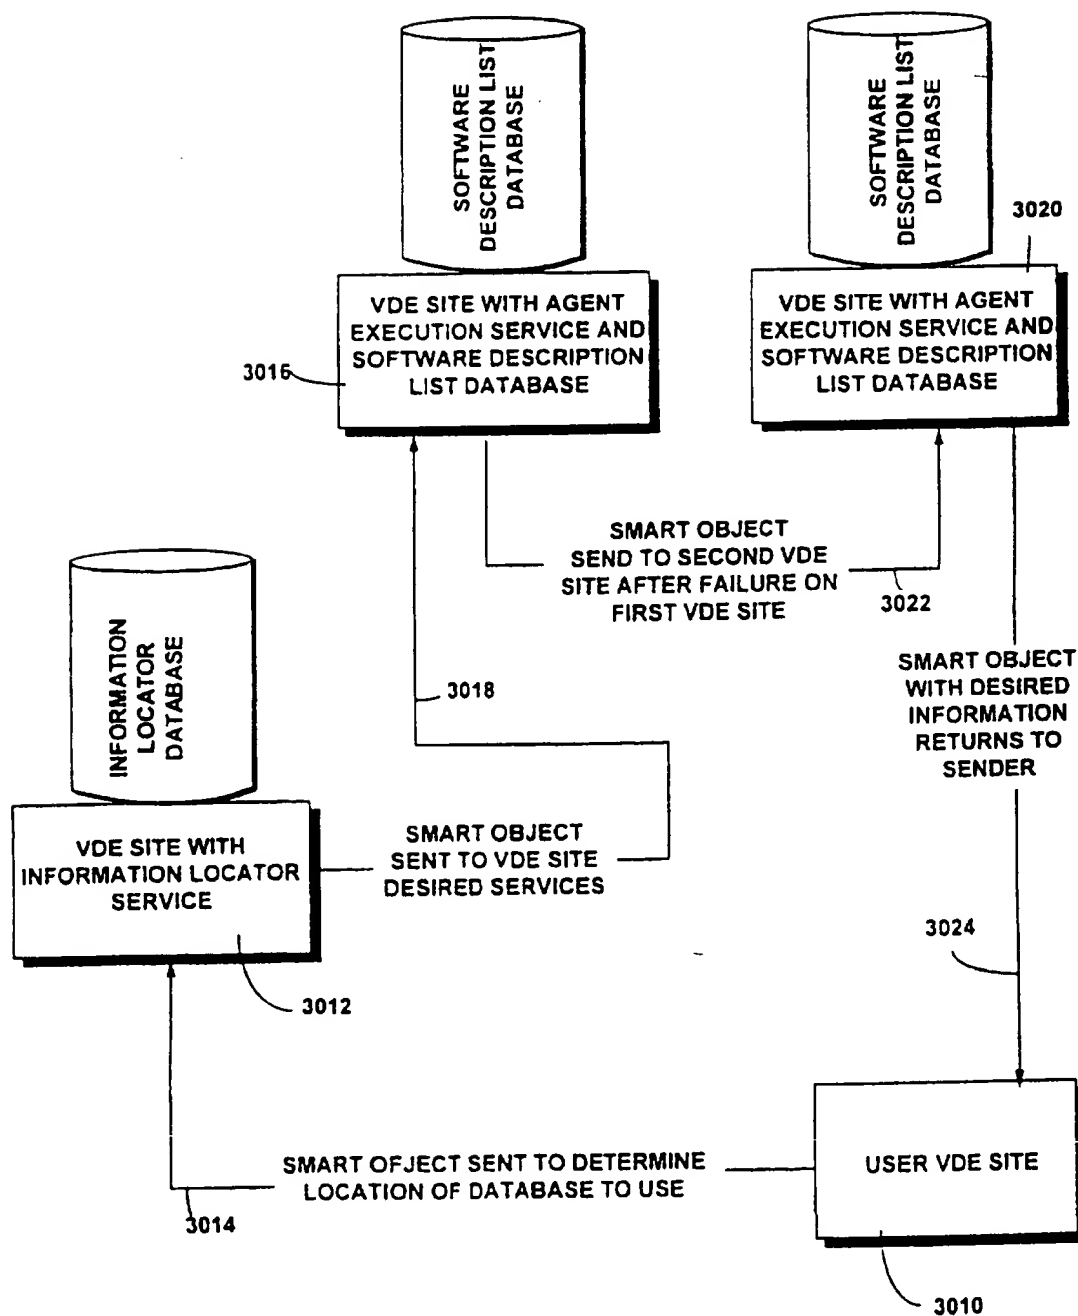 SOFTWARE
DESCRIPTION LIST
DATABASE
SOFTWARE
DESCRIPTION LIST
DATABASE
3020
VDE SITE WITH AGENT
EXECUTION SERVICE AND
SOFTWARE DESCRIPTION
LIST DATABASE
3016
VDE SITE WITH AGENT
EXECUTION SERVICE AND
SOFTWARE DESCRIPTION
LIST DATABASE
SMART OBJECT
SEND TO SECOND VDE
SITE AFTER FAILURE ON
FIRST VDE SITE
3022
INFORMATION
LOCATOR
DATABASE
3018
SMART OBJECT
WITH DESIRED
INFORMATION
RETURNS TO
SENDER
VDE SITE WITH
INFORMATION LOCATOR
SERVICE
SMART OBJECT
SENT TO VDE SITE
DESIRED SERVICES
3024
3012
SMART OFJECT SENT TO DETERMINE
LOCATION OF DATABASE TO USE
3014
USER VDE SITE
3010